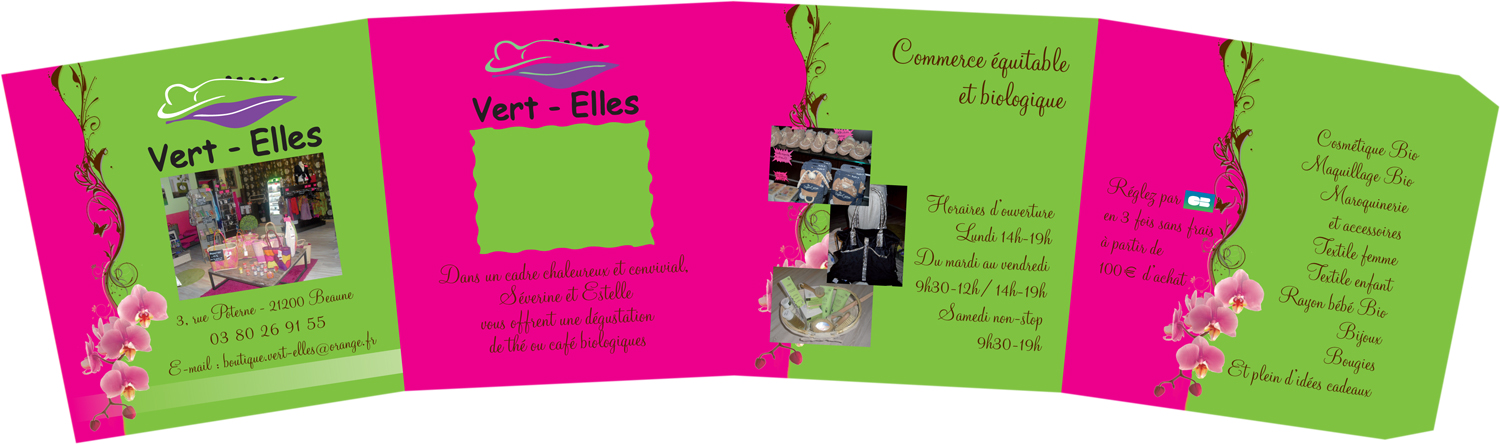 Vert - Elles
3, rue Pôterne - 21200 Beaune
03 80 26 91 55
E-mail : boutique.vert-elles@orange.fr
Vert - Elles
Dans un cadre chaleureux et convivial,
Séverine et Estelle
vous offrent une dégustation
de thé ou café biologiques
Commerce équitable
et biologique
Horaires d'ouverture
Lundi 14h-19h
Du mardi au vendredi
9h30-12h / 14h-19h
Samedi non-stop
9h30-19h
Réglez par CB
en 3 fois sans frais
à partir de
100 € d'achat
Cosmétique Bio
Maquillage Bio
Maroquinerie
et accessoires
Textile femme
Textile enfant
Rayon bébé Bio
Bijoux
Bougies
Et plein d'idées cadeaux